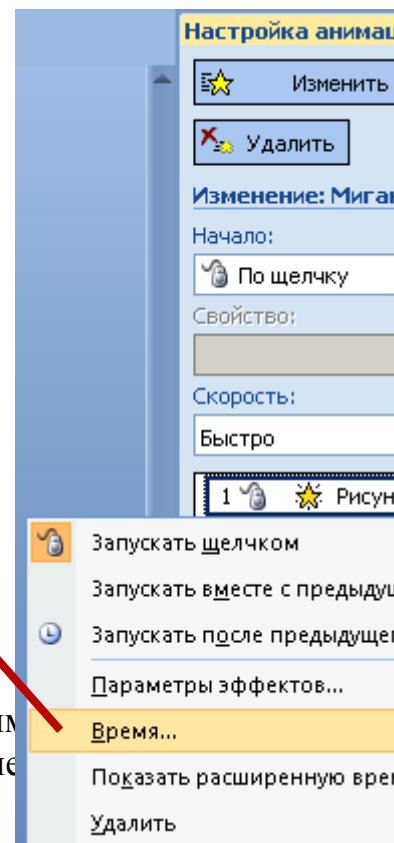 Настройка анимац
Изменить
Удалить
Изменение: Мига
Начало:
По щелчку
Свойство:
Скорость:
Быстро
1 Рисун
Запускать щелчком
Запускать вместе с предыдущ
Запускать после предыдуще
Параметры эффектов...
Время...
Показать расширенную врем
Удалить